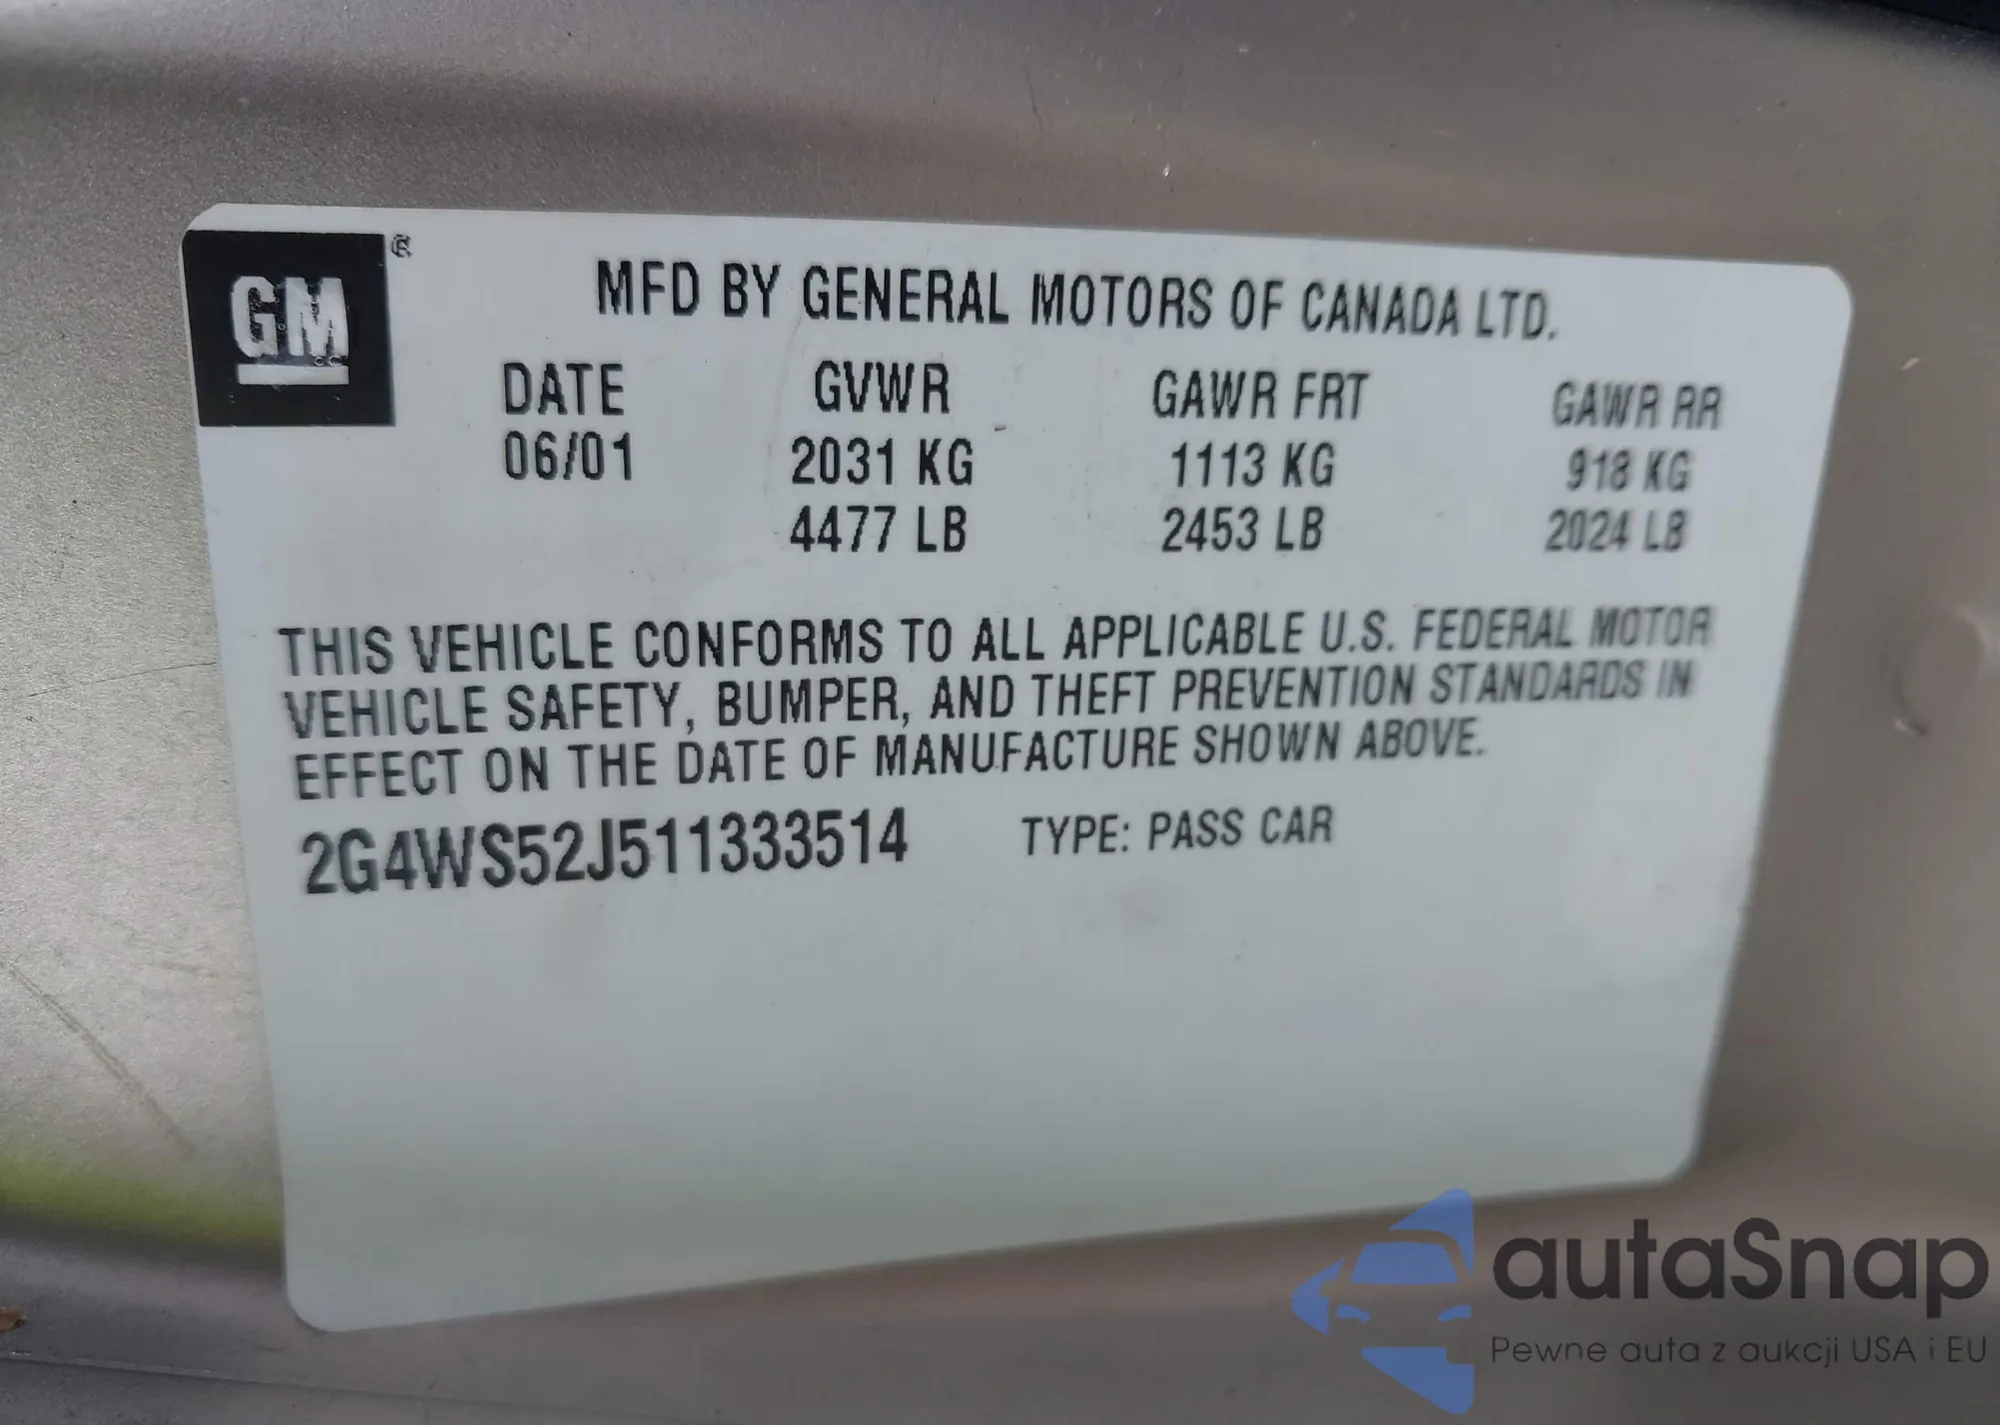 GM®
MFD BY GENERAL MOTORS OF CANADA LTD.
DATE GVWR GAWR FRT GAWR RR
06/01 2031 KG 1113 KG 918 KG
4477 LB 2453 LB 2024 LB
THIS VEHICLE CONFORMS TO ALL APPLICABLE U.S. FEDERAL MOTOR
VEHICLE SAFETY, BUMPER, AND THEFT PREVENTION STANDARDS IN
EFFECT ON THE DATE OF MANUFACTURE SHOWN ABOVE.
2G4WS52J511333514 TYPE: PASS CAR
autaSnap
Pewne auta z aukcji USA i EU